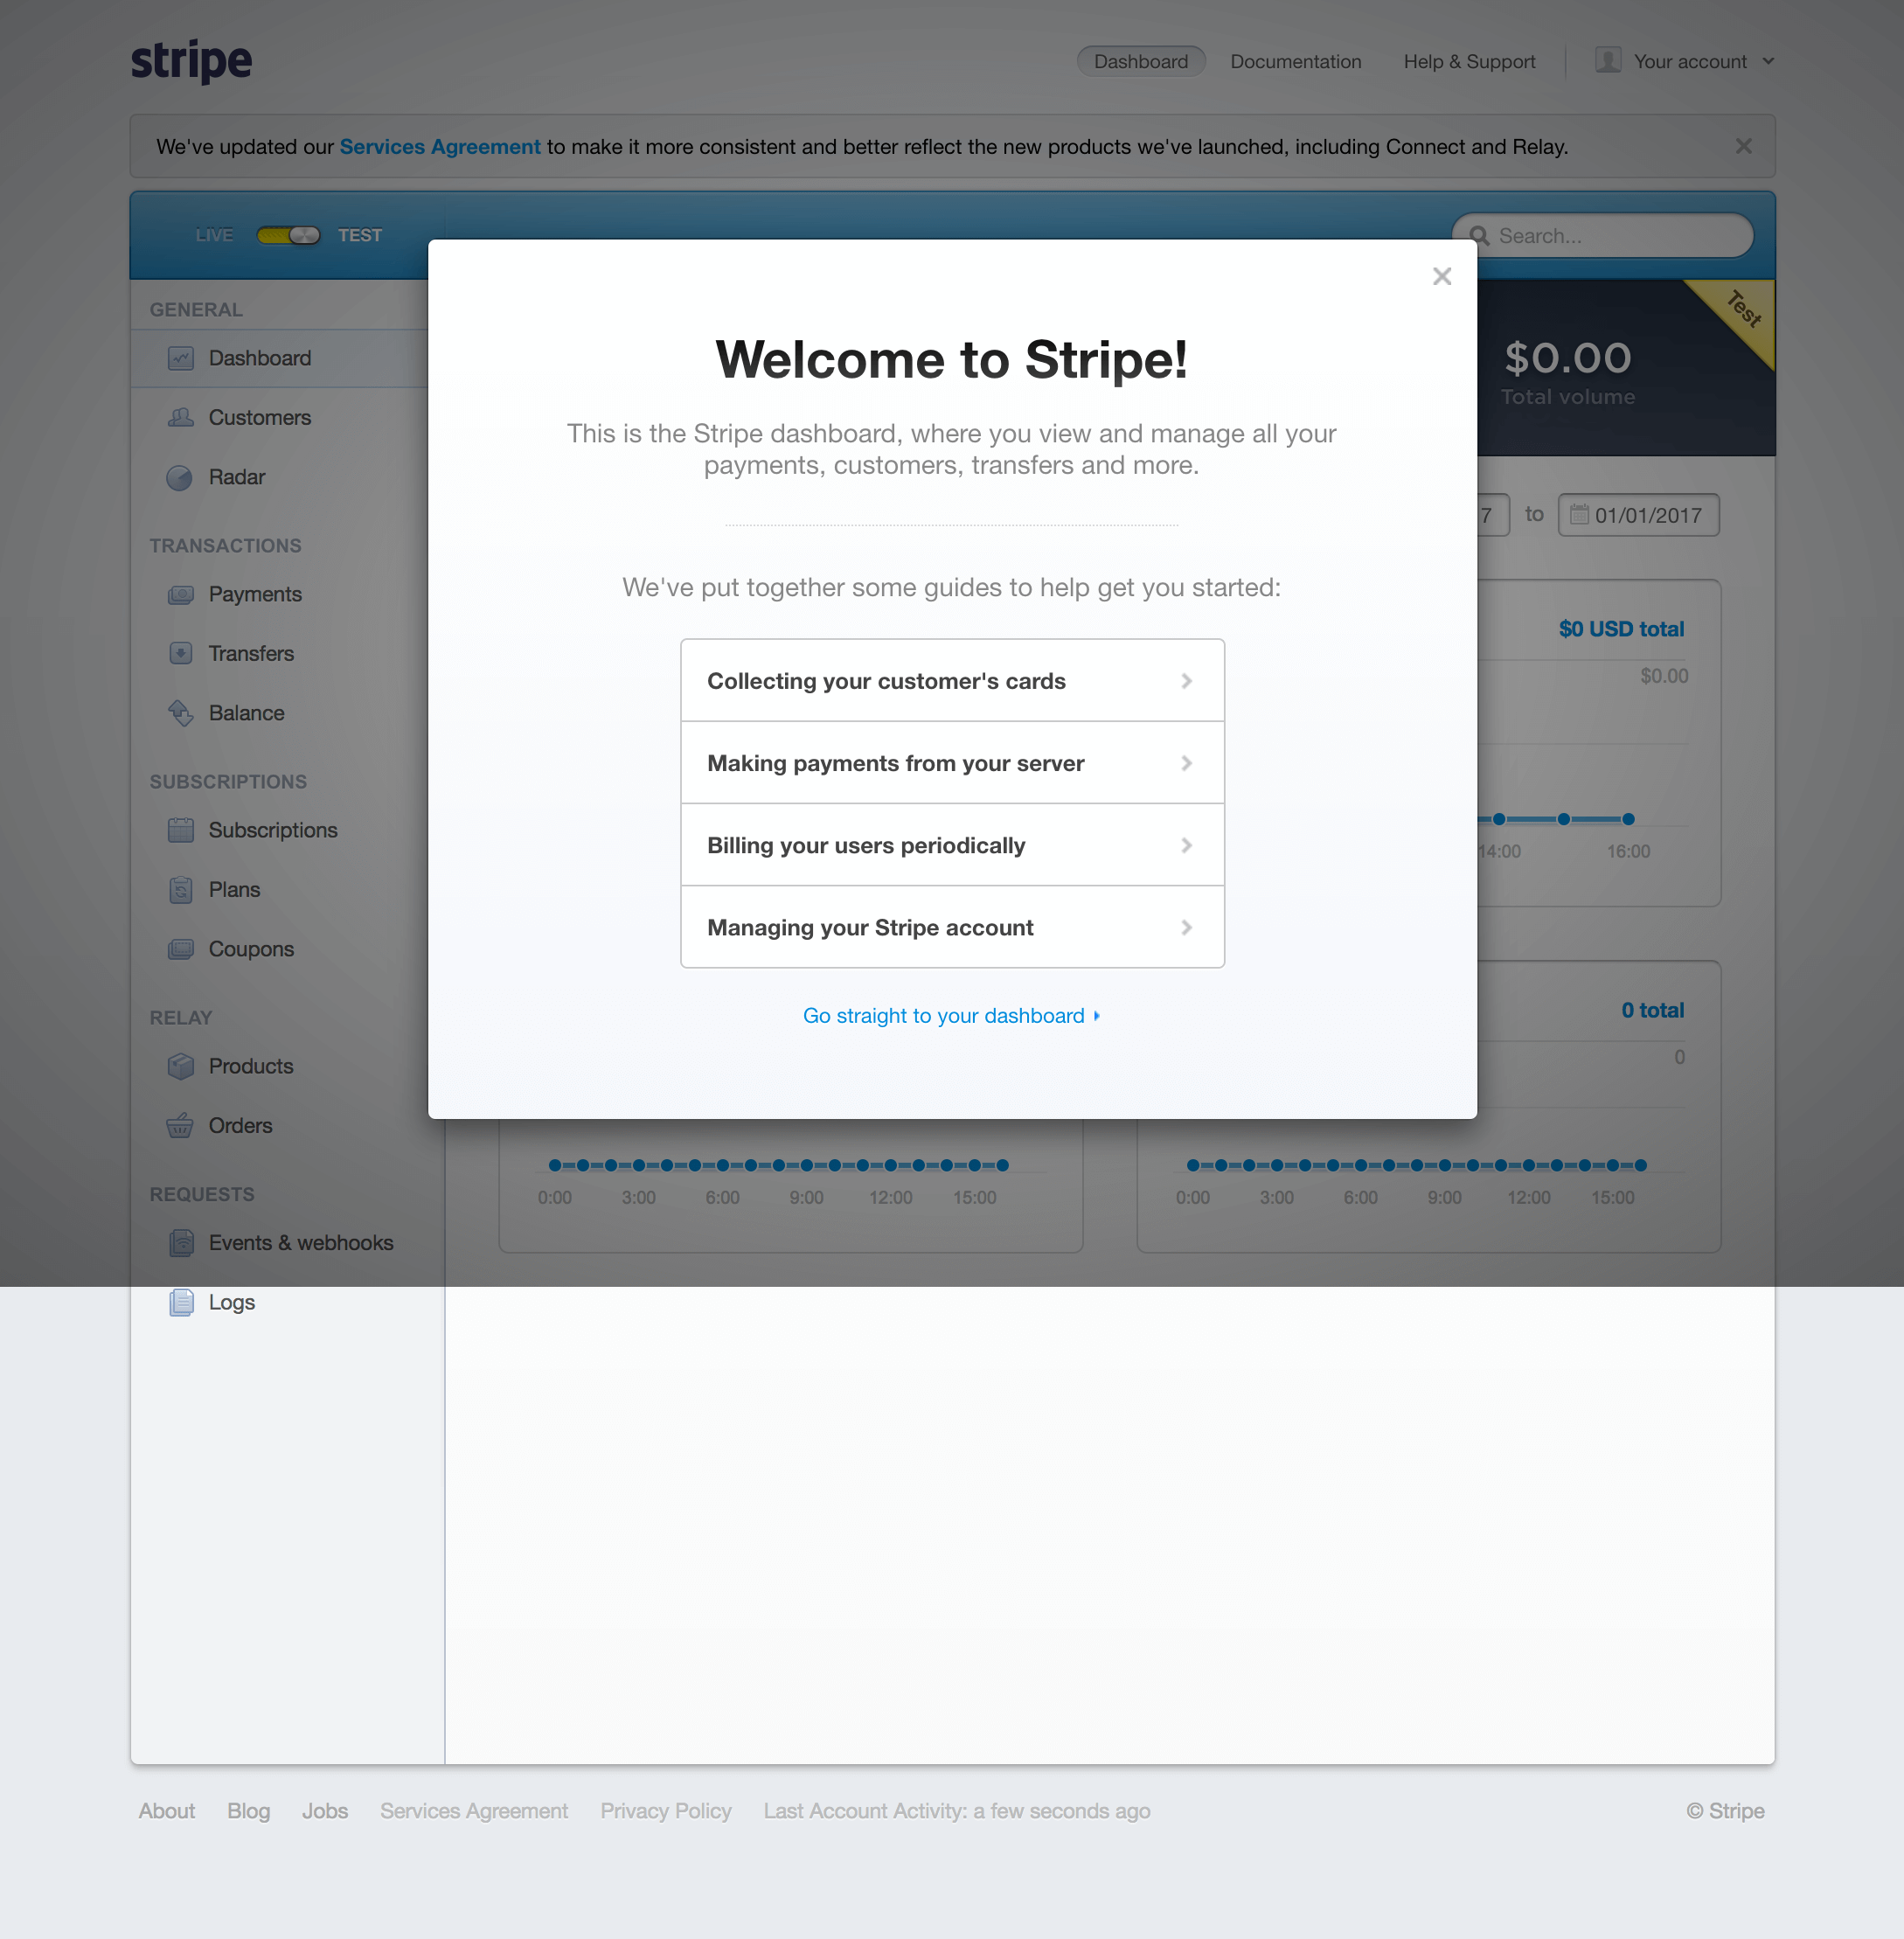 stripe
Dashboard
Documentation
Help & Support
Your account
We've updated our Services Agreement to make it more consistent and better reflect the new products we've launched, including Connect and Relay.
LIVE
TEST
Search...
GENERAL
Dashboard
Customers
Radar
TRANSACTIONS
Payments
Transfers
Balance
SUBSCRIPTIONS
Subscriptions
Plans
Coupons
RELAY
Products
Orders
REQUESTS
Events & webhooks
Logs
Welcome to Stripe!
This is the Stripe dashboard, where you view and manage all your
payments, customers, transfers and more.
We've put together some guides to help get you started:
Collecting your customer's cards
Making payments from your server
Billing your users periodically
Managing your Stripe account
Go straight to your dashboard
Test
$0.00
Total volume
7 to 01/01/2017
$0 USD total
$0.00
14:00 16:00
0 total
0
0:00 3:00 6:00 9:00 12:00 15:00
0:00 3:00 6:00 9:00 12:00 15:00
About Blog Jobs Services Agreement Privacy Policy Last Account Activity: a few seconds ago
© Stripe